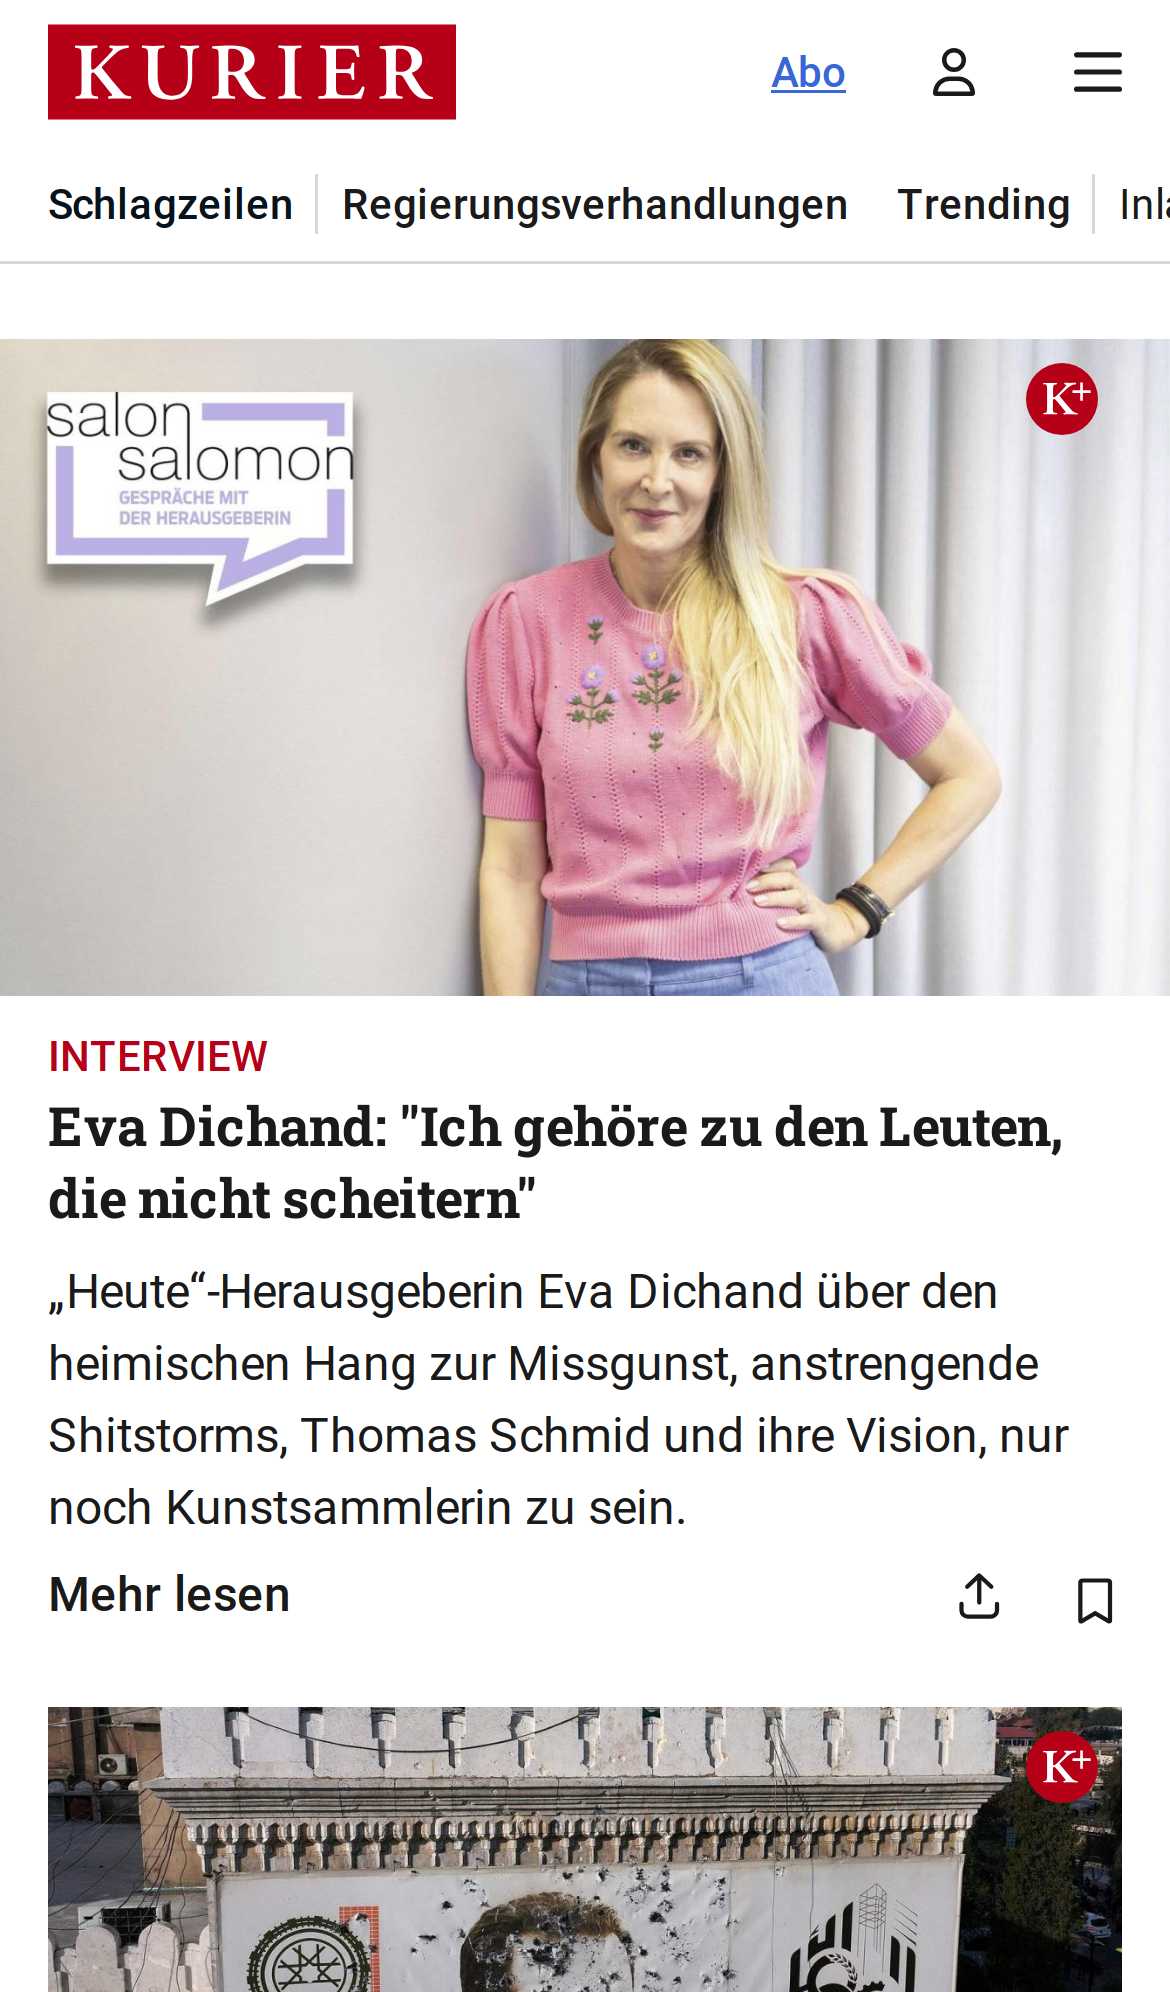 KURIER
Abo
Schlagzeilen
Regierungsverhandlungen
Trending
Inla
salon
salomon
GESPRÄCHE MIT
DER HERAUSGEBERIN
K+
INTERVIEW
Eva Dichand: "Ich gehöre zu den Leuten,
die nicht scheitern"
„Heute“-Herausgeberin Eva Dichand über den
heimischen Hang zur Missgunst, anstrengende
Shitstorms, Thomas Schmid und ihre Vision, nur
noch Kunstsammlerin zu sein.
Mehr lesen
K+